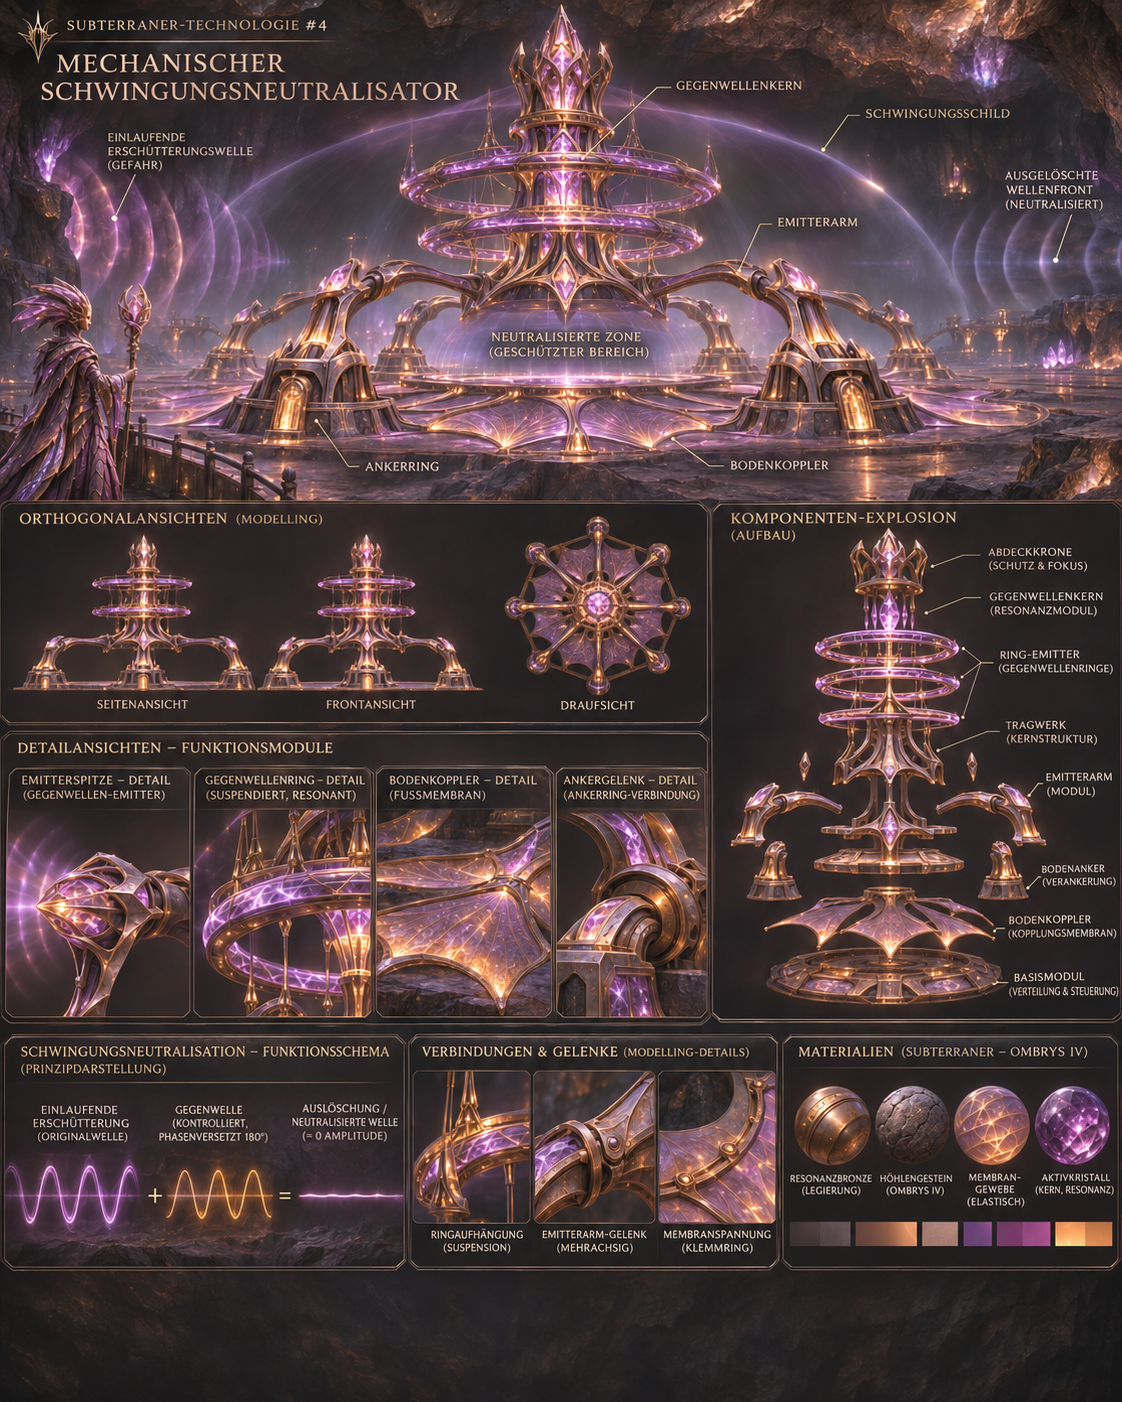 SUBTERRANER-TECHNOLOGIE #4
MECHANISCHER
SCHWINGUNGSNEUTRALISATOR
EINLAUFENDE
ERSCHÜTTERUNGSWELLE
(GEFAHR)
GEGENWELLENKERN
SCHWINGUNGSSCHILD
AUSGELÖSCHTE
WELLENFRONT
(NEUTRALISIERT)
EMITTERARM
NEUTRALISIERTE ZONE
(GESCHÜTZTER BEREICH)
ANKERRING
BODENKOPPLER
ORTHOGONALANSICHTEN (MODELLING)
SEITENANSICHT
FRONTANSICHT
DRAUFSICHT
KOMPONENTEN-EXPLOSION
(AUFBAU)
ABDECKKRONE
(SCHUTZ & FOKUS)
GEGENWELLENKERN
(RESONANZMODUL)
RING-EMITTER
(GEGENWELLENRINGE)
TRAGWERK
(KERNSTRUKTUR)
EMITTERARM
(MODUL)
BODENANKER
(VERANKERUNG)
BODENKOPPLER
(KOPPLUNGSMEMBRAN)
BASISMODUL
(VERTEILUNG & STEUERUNG)
DETAILANSICHTEN – FUNKTIONSMODULE
EMITTERSPITZE – DETAIL
(GEGENWELLEN-EMITTER)
GEGENWELLENRING – DETAIL
(SUSPENDIERT, RESONANT)
BODENKOPPLER – DETAIL
(FUSSMEMBRAN)
ANKERGELENK – DETAIL
(ANKERRING-VERBINDUNG)
SCHWINGUNGSNEUTRALISATION – FUNKTIONSSCHEMA
(PRINZIPDARSTELLUNG)
EINLAUFENDE
ERSCHÜTTERUNG
(ORIGINALWELLE)
GEGENWELLE
(KONTROLLIERT,
PHASENVERSETZT 180°)
AUSLÖSCHUNG /
NEUTRALISIERTE WELLE
(≈ 0 AMPLITUDE)
+
=
VERBINDUNGEN & GELENKE (MODELLING-DETAILS)
RINGAUFHÄNGUNG
(SUSPENSION)
EMITTERARM-GELENK
(MEHRACHSIG)
MEMBRANSPANNUNG
(KLEMMRING)
MATERIALIEN (SUBTERRANER – OMBRYS IV)
RESONANZBRONZE
(LEGIERUNG)
HÖHLENGESTEIN
(OMBRYS IV)
MEMBRAN-
GEWEBE
(ELASTISCH)
AKTIVKRISTALL
(KERN, RESONANZ)